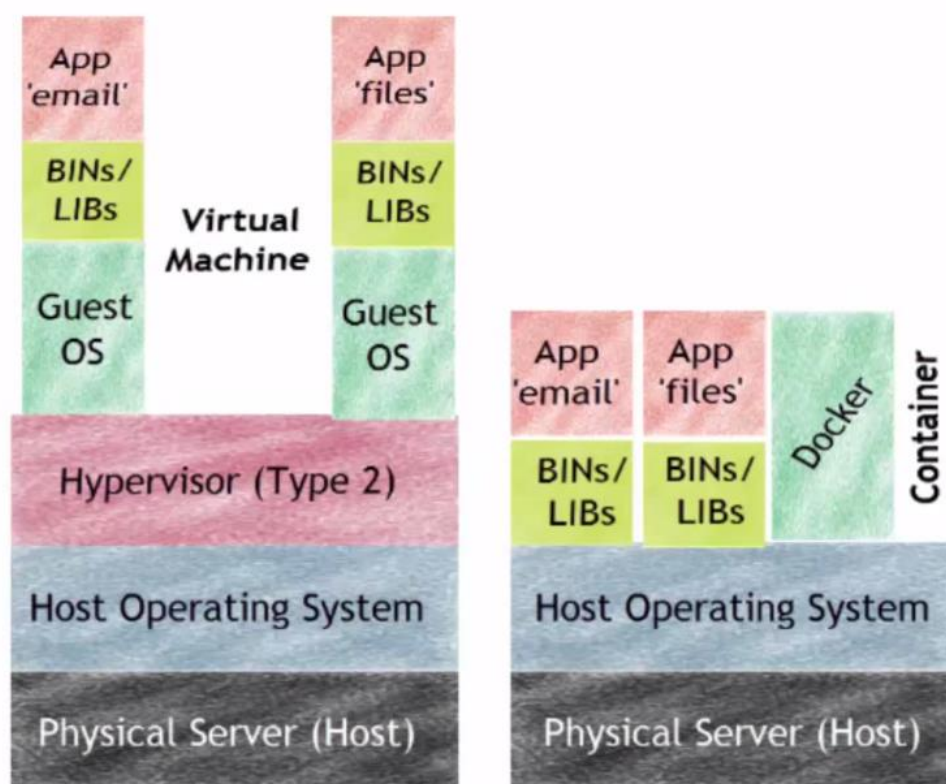 App
'email'
BINs/
LIBs
Guest
OS
Virtual
Machine
App
'files'
BINs/
LIBs
Guest
OS
Hypervisor (Type 2)
Host Operating System
Physical Server (Host)
App
'email'
BINs/
LIBs
App
'files'
BINs/
LIBs
Docker
Container
Host Operating System
Physical Server (Host)